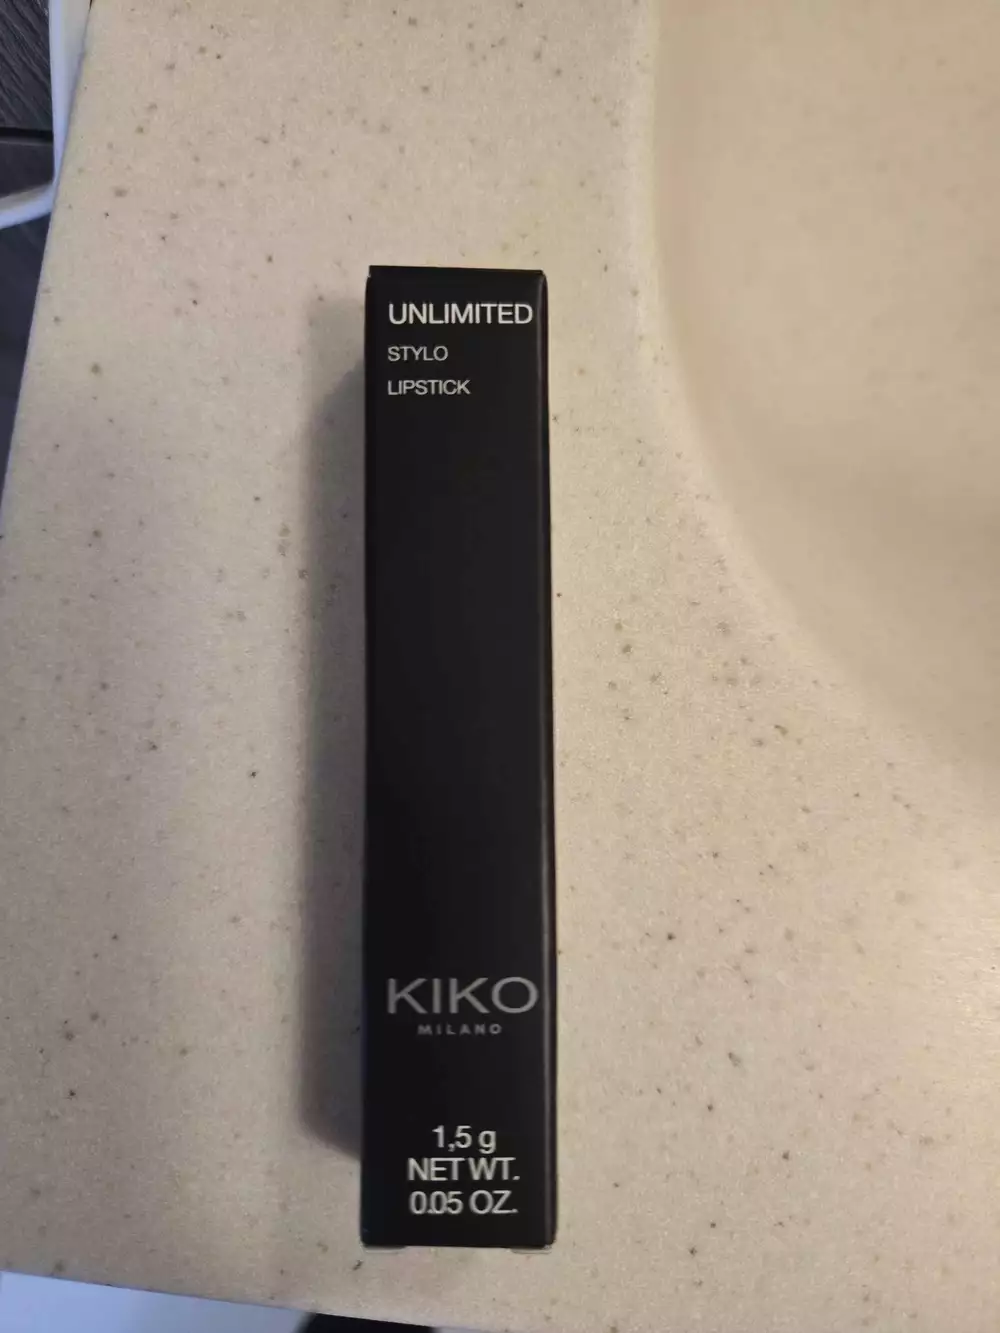 UNLIMITED
STYLO
LIPSTICK
KIKO
MILANO
1,5 g
NET WT.
0.05 OZ.